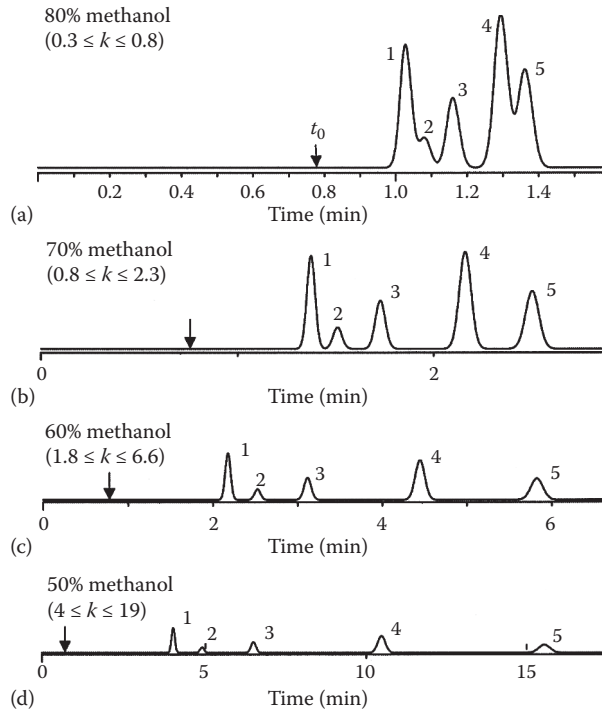 80% methanol
(0.3 ≤ k ≤ 0.8)
t₀
1
2
3
4
5
0.2 0.4 0.6 0.8 1.0 1.2 1.4
(a) Time (min)
70% methanol
(0.8 ≤ k ≤ 2.3)
1
2
3
4
5
0 2
(b) Time (min)
60% methanol
(1.8 ≤ k ≤ 6.6)
1
2
3
4
5
0 2 4 6
(c) Time (min)
50% methanol
(4 ≤ k ≤ 19)
1
2
3
4
5
0 5 10 15
(d) Time (min)